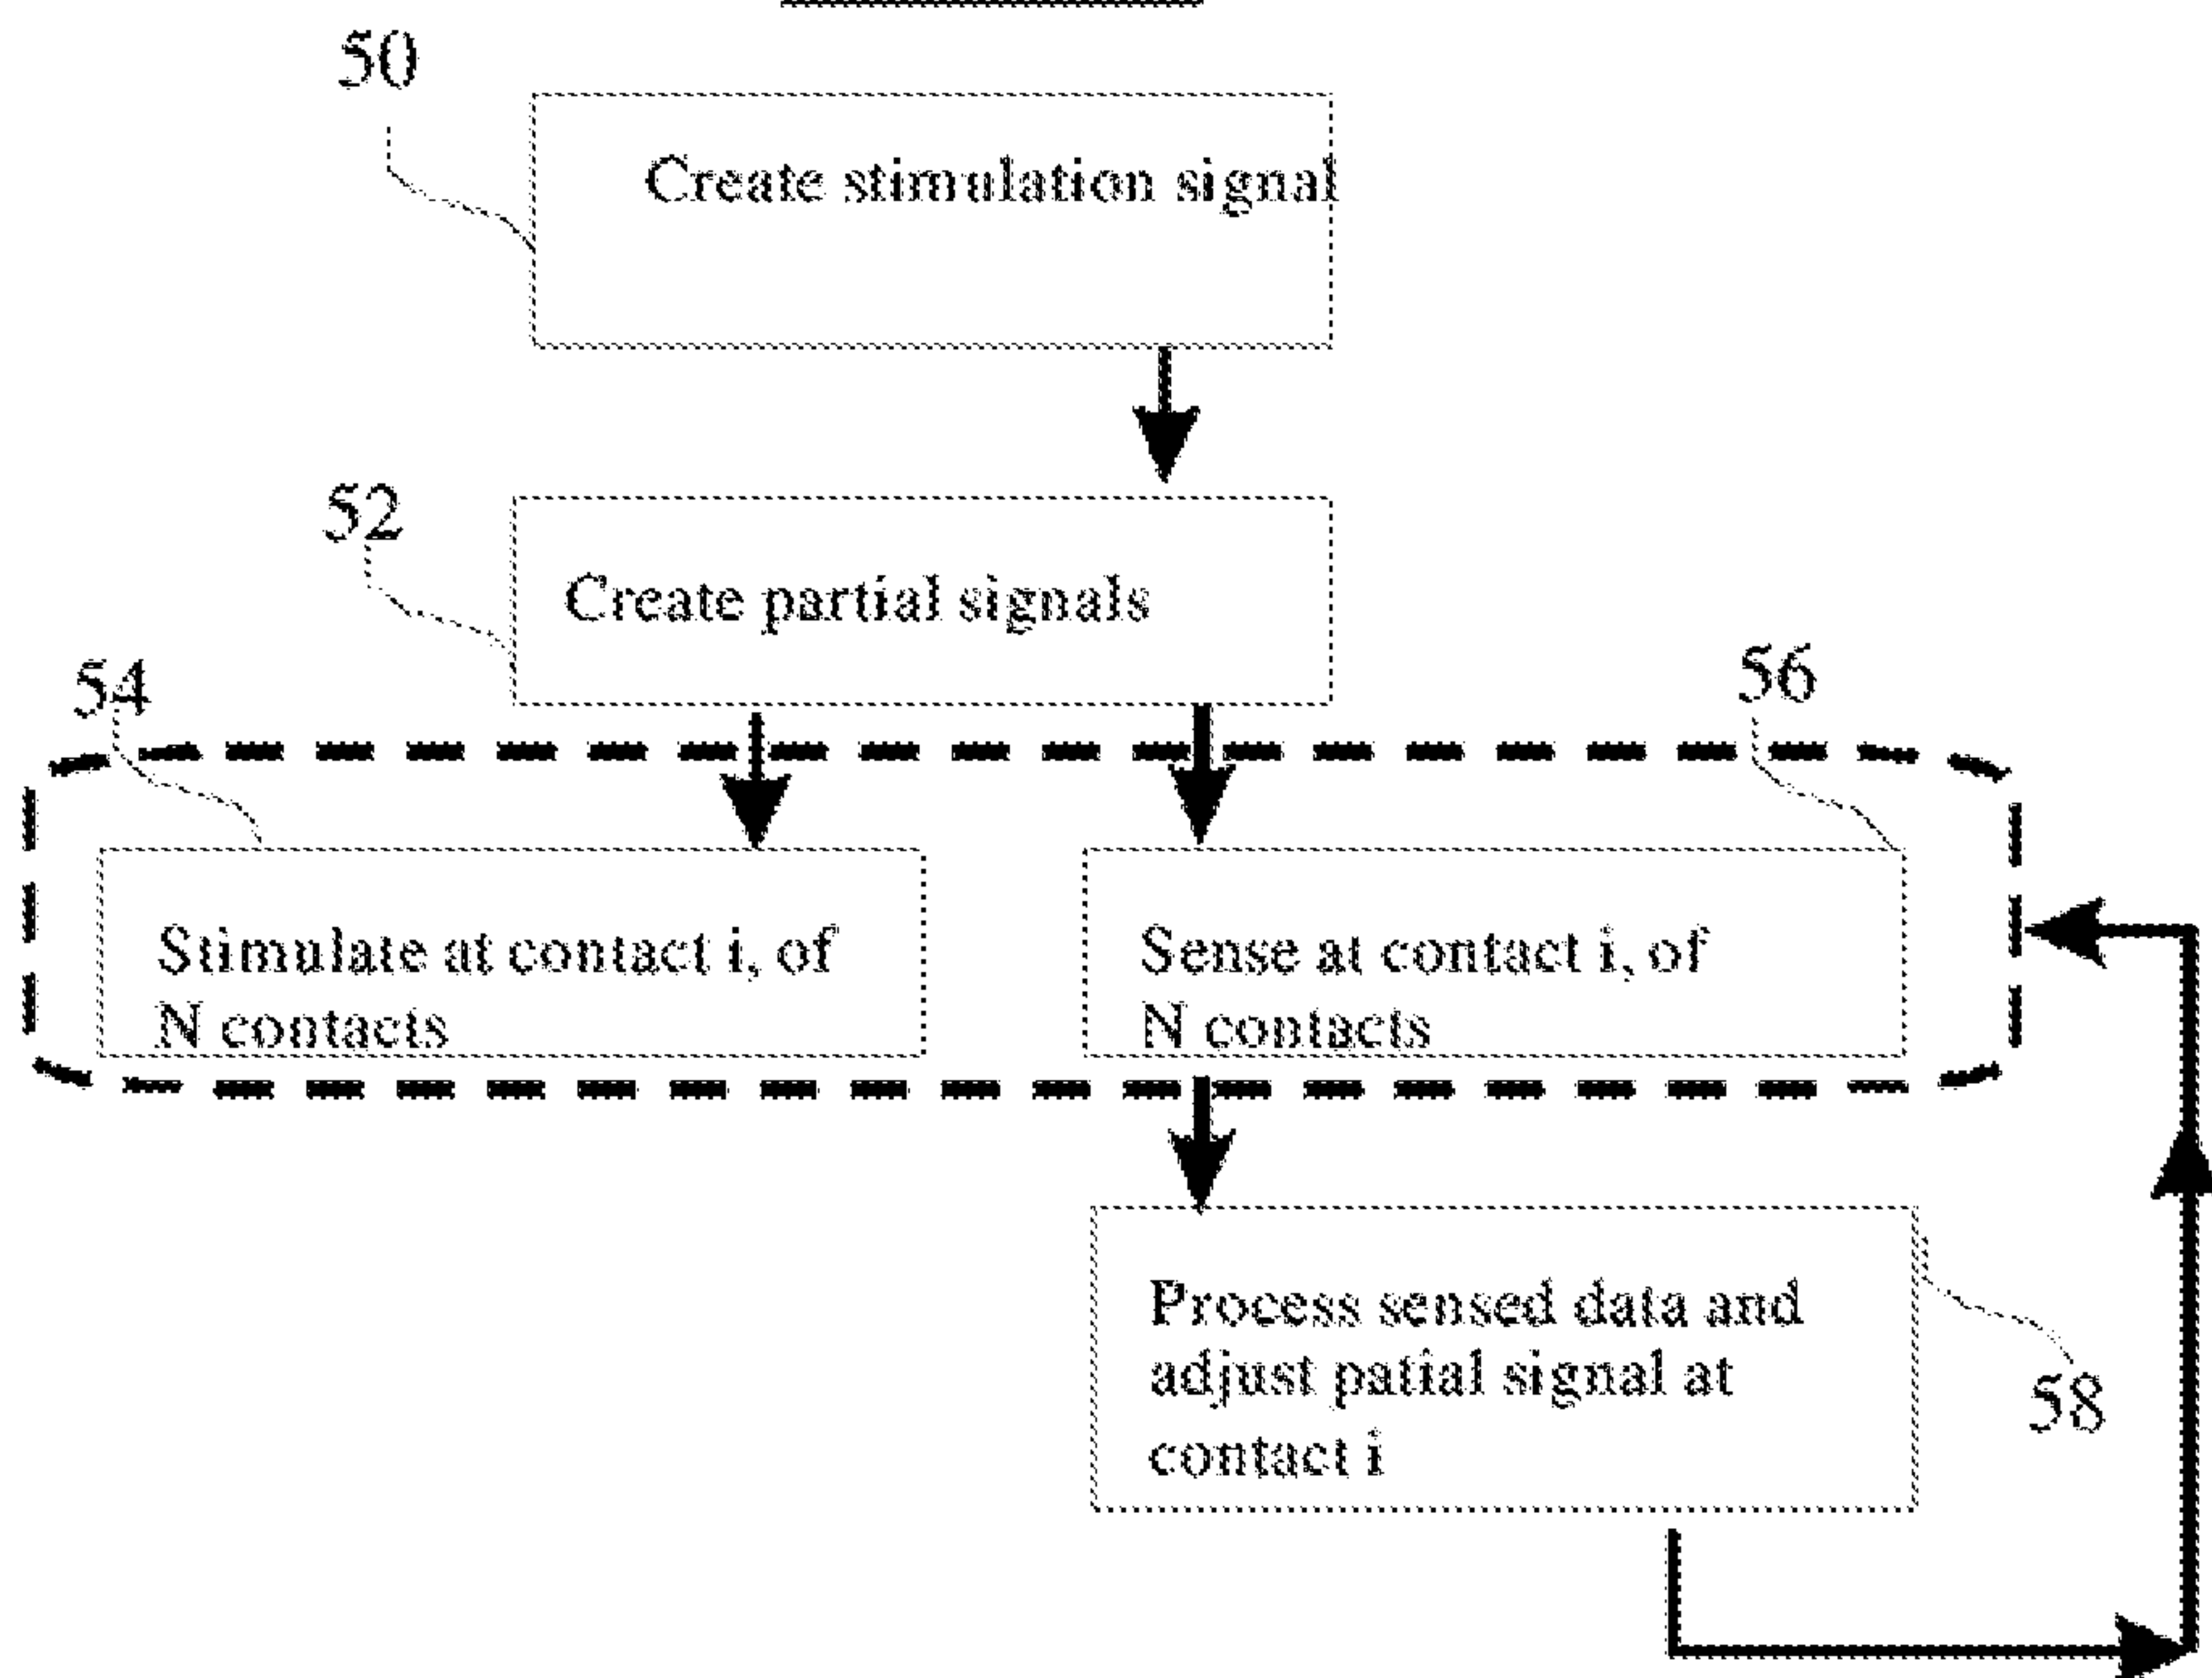 50
Create stimulation signal
52
Create partial signals
54
56
Stimulate at contact i, of
N contacts
Sense at contact i, of
N contacts
Process sensed data and
adjust patial signal at
contact i
58